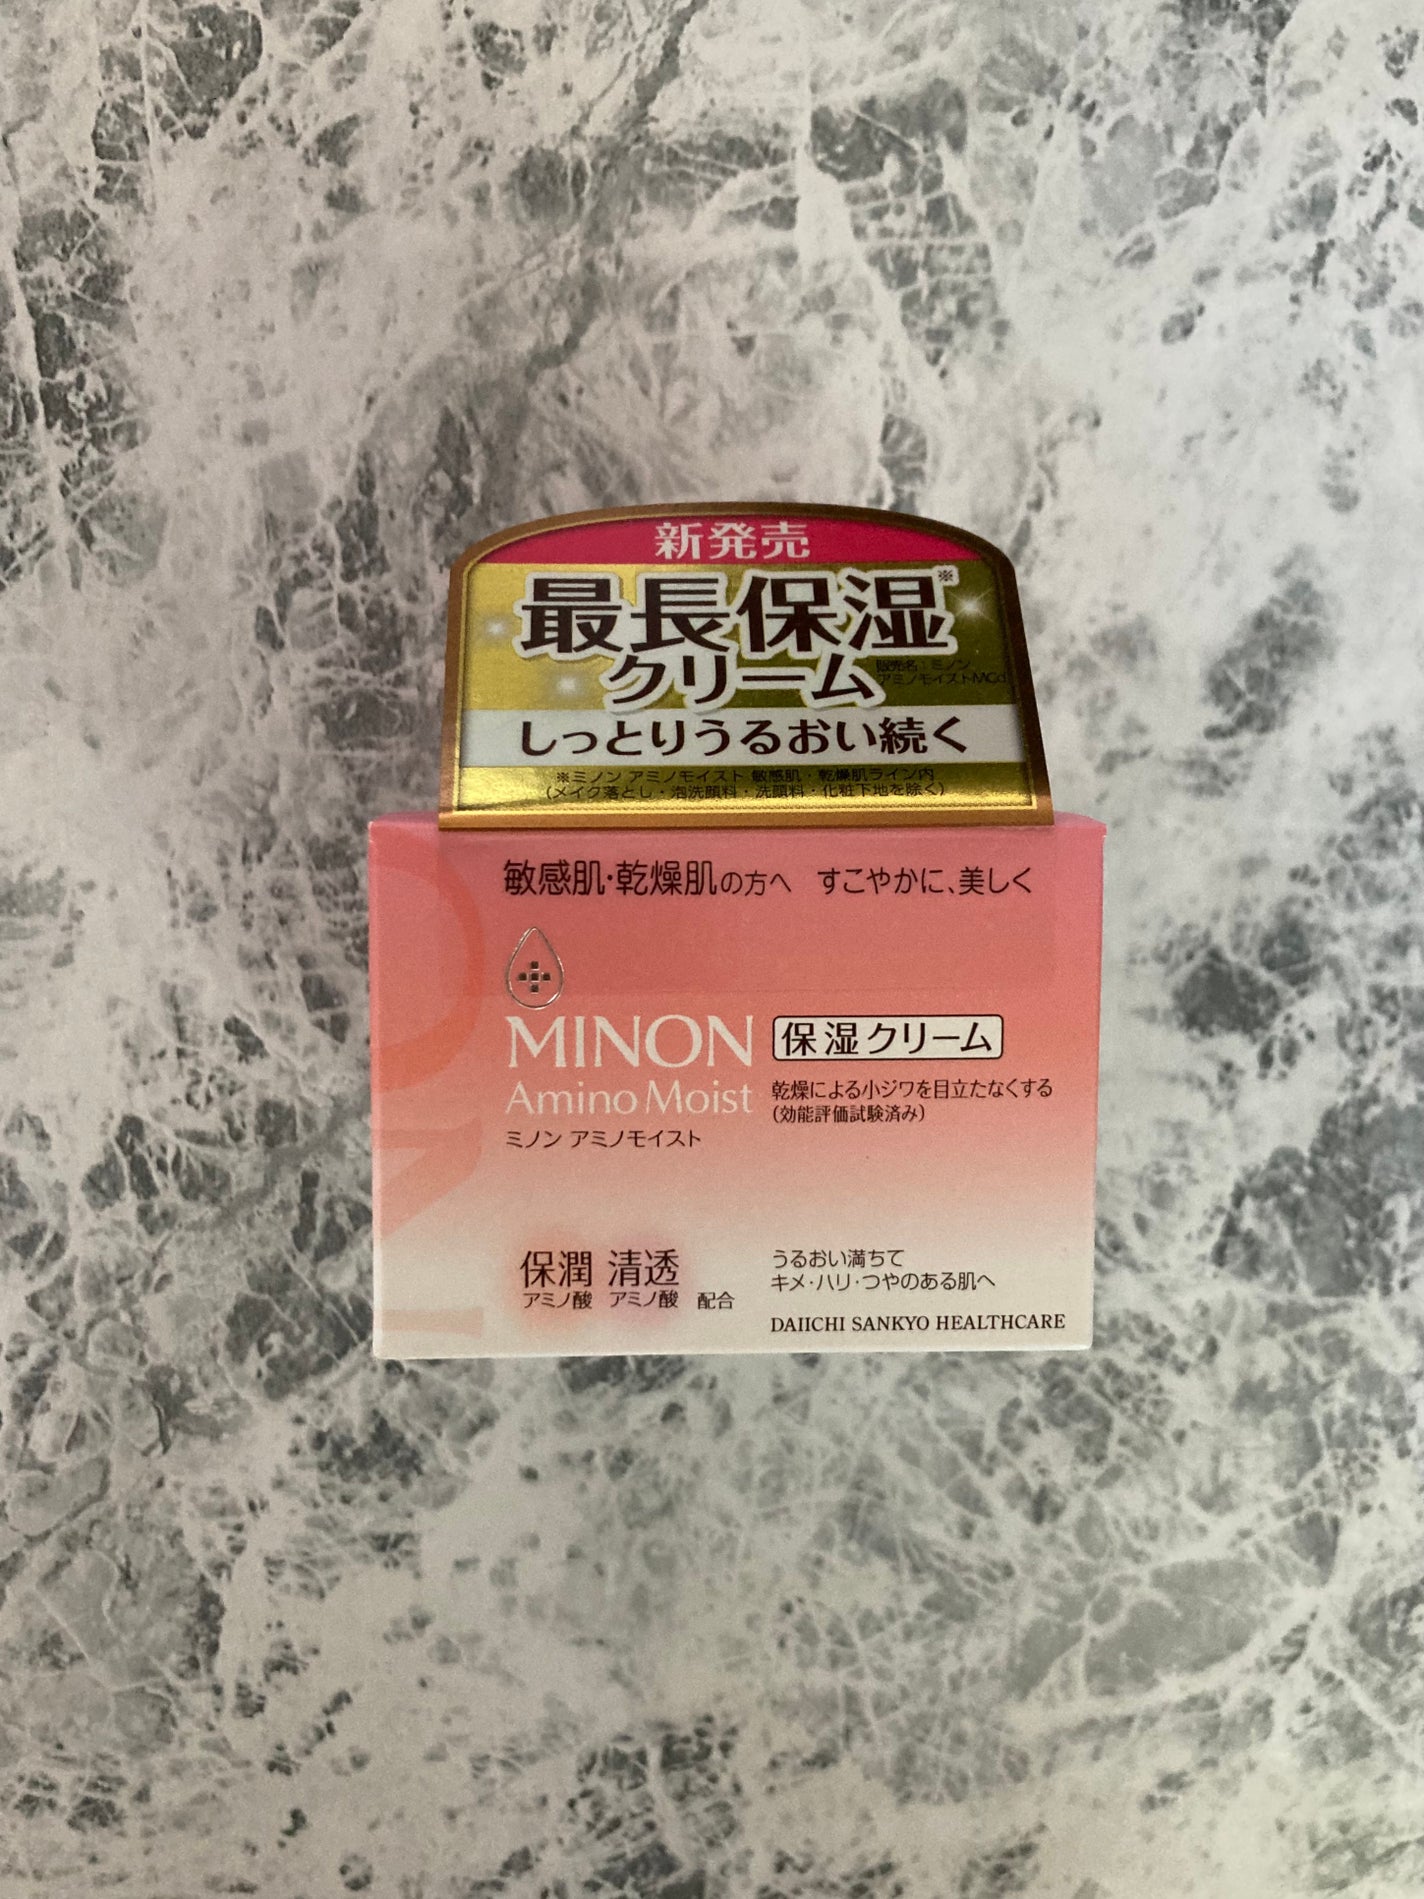 新発売
最長保湿※
クリーム
販売名：ミノン
アミノモイストMCd
しっとりうるおい続く
※ミノン アミノモイスト 敏感肌・乾燥肌ライン内
（メイク落とし・泡洗顔料・洗顔料・化粧下地を除く）
敏感肌・乾燥肌の方へ すこやかに、美しく
MINON
Amino Moist
ミノン アミノモイスト
保湿クリーム
乾燥による小ジワを目立たなくする
（効能評価試験済み）
保潤 清透
アミノ酸 アミノ酸 配合
うるおい満ちて
キメ・ハリ・つやのある肌へ
DAIICHI SANKYO HEALTHCARE